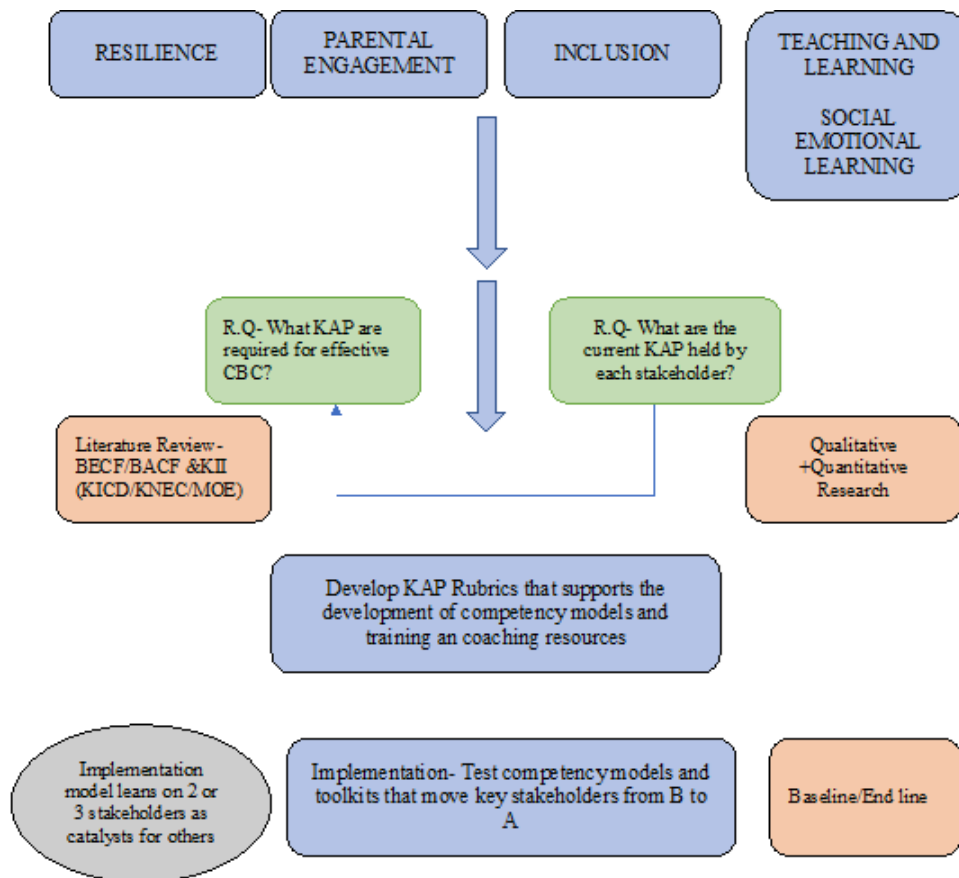 RESILIENCE
PARENTAL
ENGAGEMENT
INCLUSION
TEACHING AND
LEARNING
SOCIAL
EMOTIONAL
LEARNING
R.Q- What KAP are
required for effective
CBC?
R.Q- What are the
current KAP held by
each stakeholder?
Literature Review-
BECF/BACF &KII
(KICD/KNEC/MOE)
Qualitative
+Quantitative
Research
Develop KAP Rubrics that supports the
development of competency models and
training an coaching resources
Implementation
model leans on 2 or
3 stakeholders as
catalysts for others
Implementation- Test competency models and
toolkits that move key stakeholders from B to
A
Baseline/End line